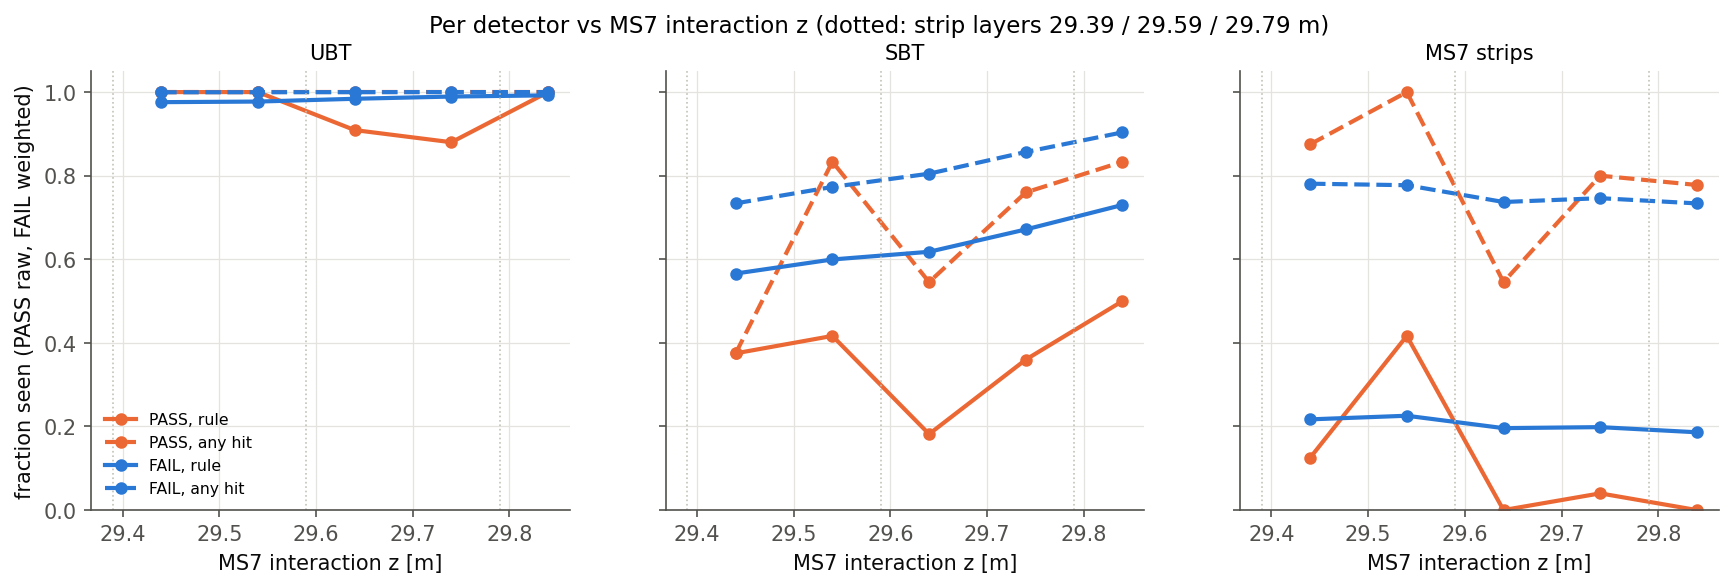 Per detector vs MS7 interaction z (dotted: strip layers 29.39 / 29.59 / 29.79 m)
UBT
SBT
MS7 strips
fraction seen (PASS raw, FAIL weighted)
1.0
0.8
0.6
0.4
0.2
0.0
PASS, rule
PASS, any hit
FAIL, rule
FAIL, any hit
29.4 29.5 29.6 29.7 29.8
29.4 29.5 29.6 29.7 29.8
29.4 29.5 29.6 29.7 29.8
MS7 interaction z [m]
MS7 interaction z [m]
MS7 interaction z [m]